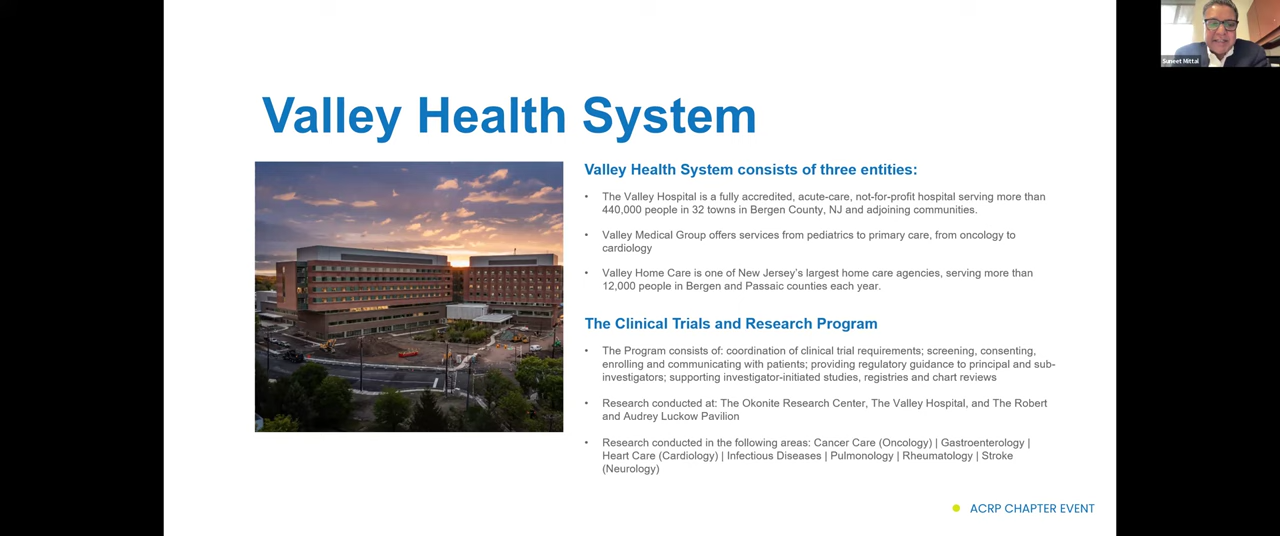 Suneet Mittal
Valley Health System
Valley Health System consists of three entities:
• The Valley Hospital is a fully accredited, acute-care, not-for-profit hospital serving more than
440,000 people in 32 towns in Bergen County, NJ and adjoining communities.
• Valley Medical Group offers services from pediatrics to primary care, from oncology to
cardiology
• Valley Home Care is one of New Jersey's largest home care agencies, serving more than
12,000 people in Bergen and Passaic counties each year.
The Clinical Trials and Research Program
• The Program consists of: coordination of clinical trial requirements; screening, consenting,
enrolling and communicating with patients; providing regulatory guidance to principal and sub-
investigators; supporting investigator-initiated studies, registries and chart reviews
• Research conducted at: The Okonite Research Center, The Valley Hospital, and The Robert
and Audrey Luckow Pavilion
• Research conducted in the following areas: Cancer Care (Oncology) | Gastroenterology |
Heart Care (Cardiology) | Infectious Diseases | Pulmonology | Rheumatology | Stroke
(Neurology)
ACRP CHAPTER EVENT